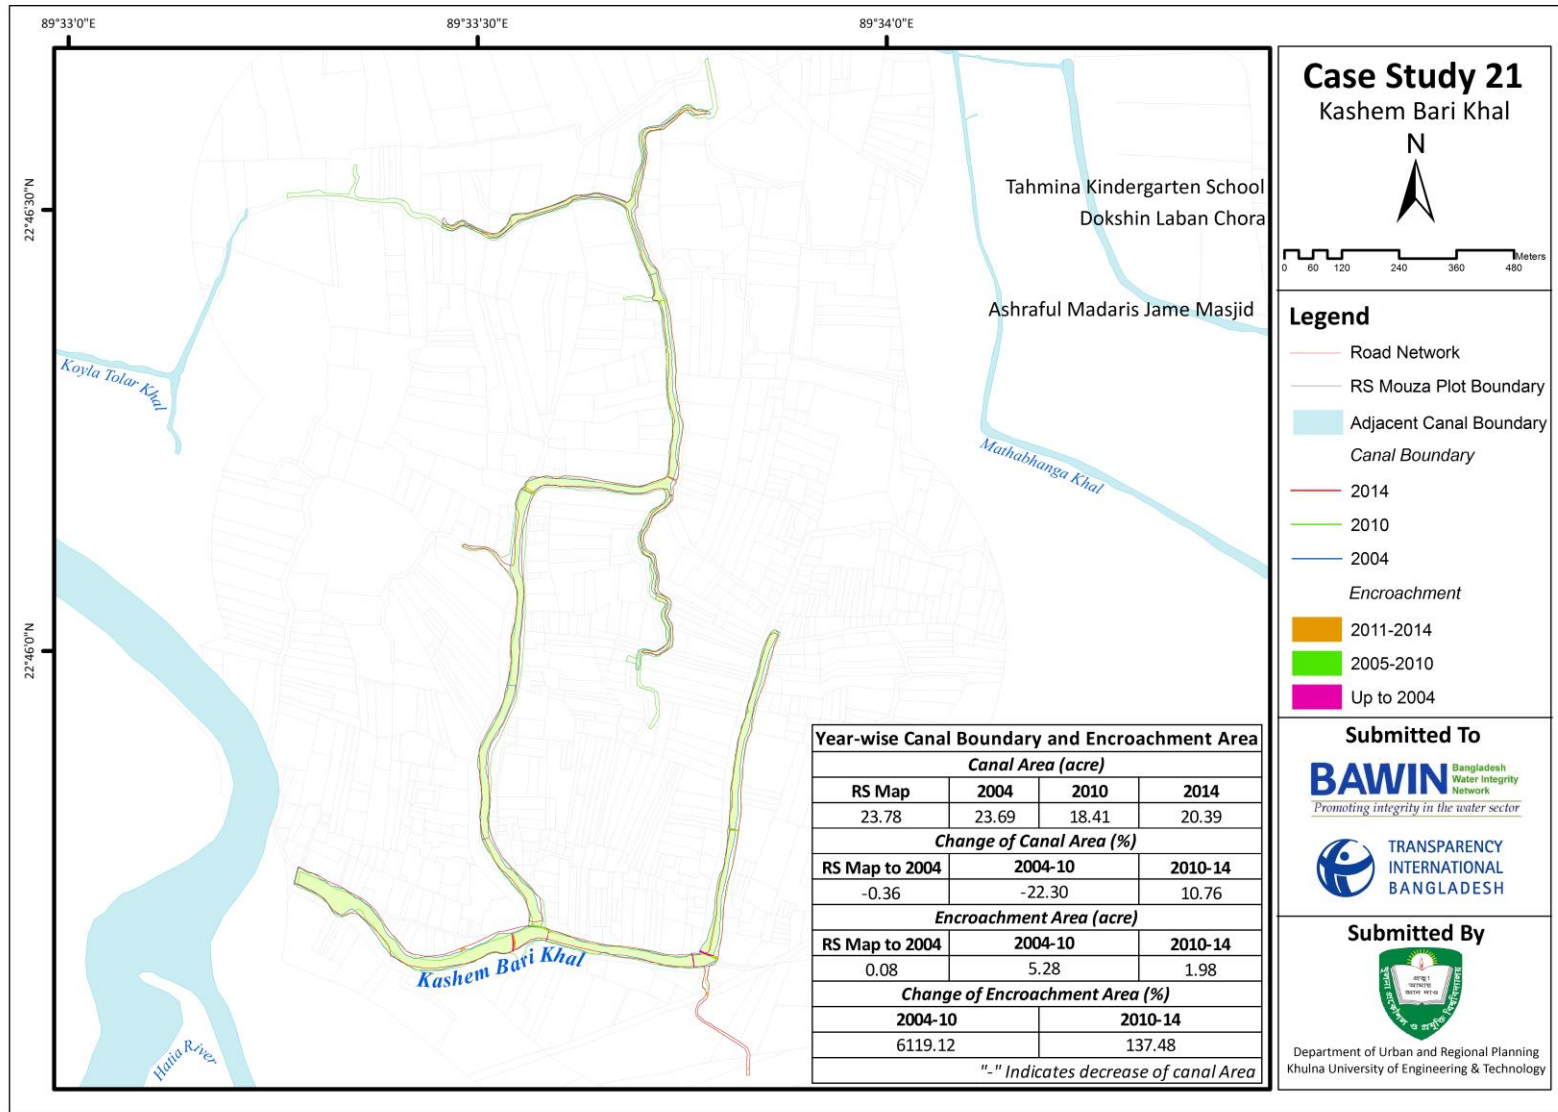 89°33'0"E
89°33'30"E
89°34'0"E
22°46'30"N
22°46'0"N
Tahmina Kindergarten School
Dokshin Laban Chora
Ashraful Madaris Jame Masjid
Koyla Tolar Khal
Mathabhanga Khal
Kashem Bari Khal
Hatia River
Year-wise Canal Boundary and Encroachment Area
Canal Area (acre)
RS Map 2004 2010 2014
23.78 23.69 18.41 20.39
Change of Canal Area (%)
RS Map to 2004 2004-10 2010-14
-0.36 -22.30 10.76
Encroachment Area (acre)
RS Map to 2004 2004-10 2010-14
0.08 5.28 1.98
Change of Encroachment Area (%)
2004-10 2010-14
6119.12 137.48
"-" Indicates decrease of canal Area
Case Study 21
Kashem Bari Khal
N
Meters
0 60 120 240 360 480
Legend
Road Network
RS Mouza Plot Boundary
Adjacent Canal Boundary
Canal Boundary
2014
2010
2004
Encroachment
2011-2014
2005-2010
Up to 2004
Submitted To
BAWIN Bangladesh
Water Integrity
Network
Promoting integrity in the water sector
TRANSPARENCY
INTERNATIONAL
BANGLADESH
Submitted By
খুলনা প্রকৌশল ও প্রযুক্তি বিশ্ববিদ্যালয়
প্রভু!
আমায়
জ্ঞান দাও
Department of Urban and Regional Planning
Khulna University of Engineering & Technology